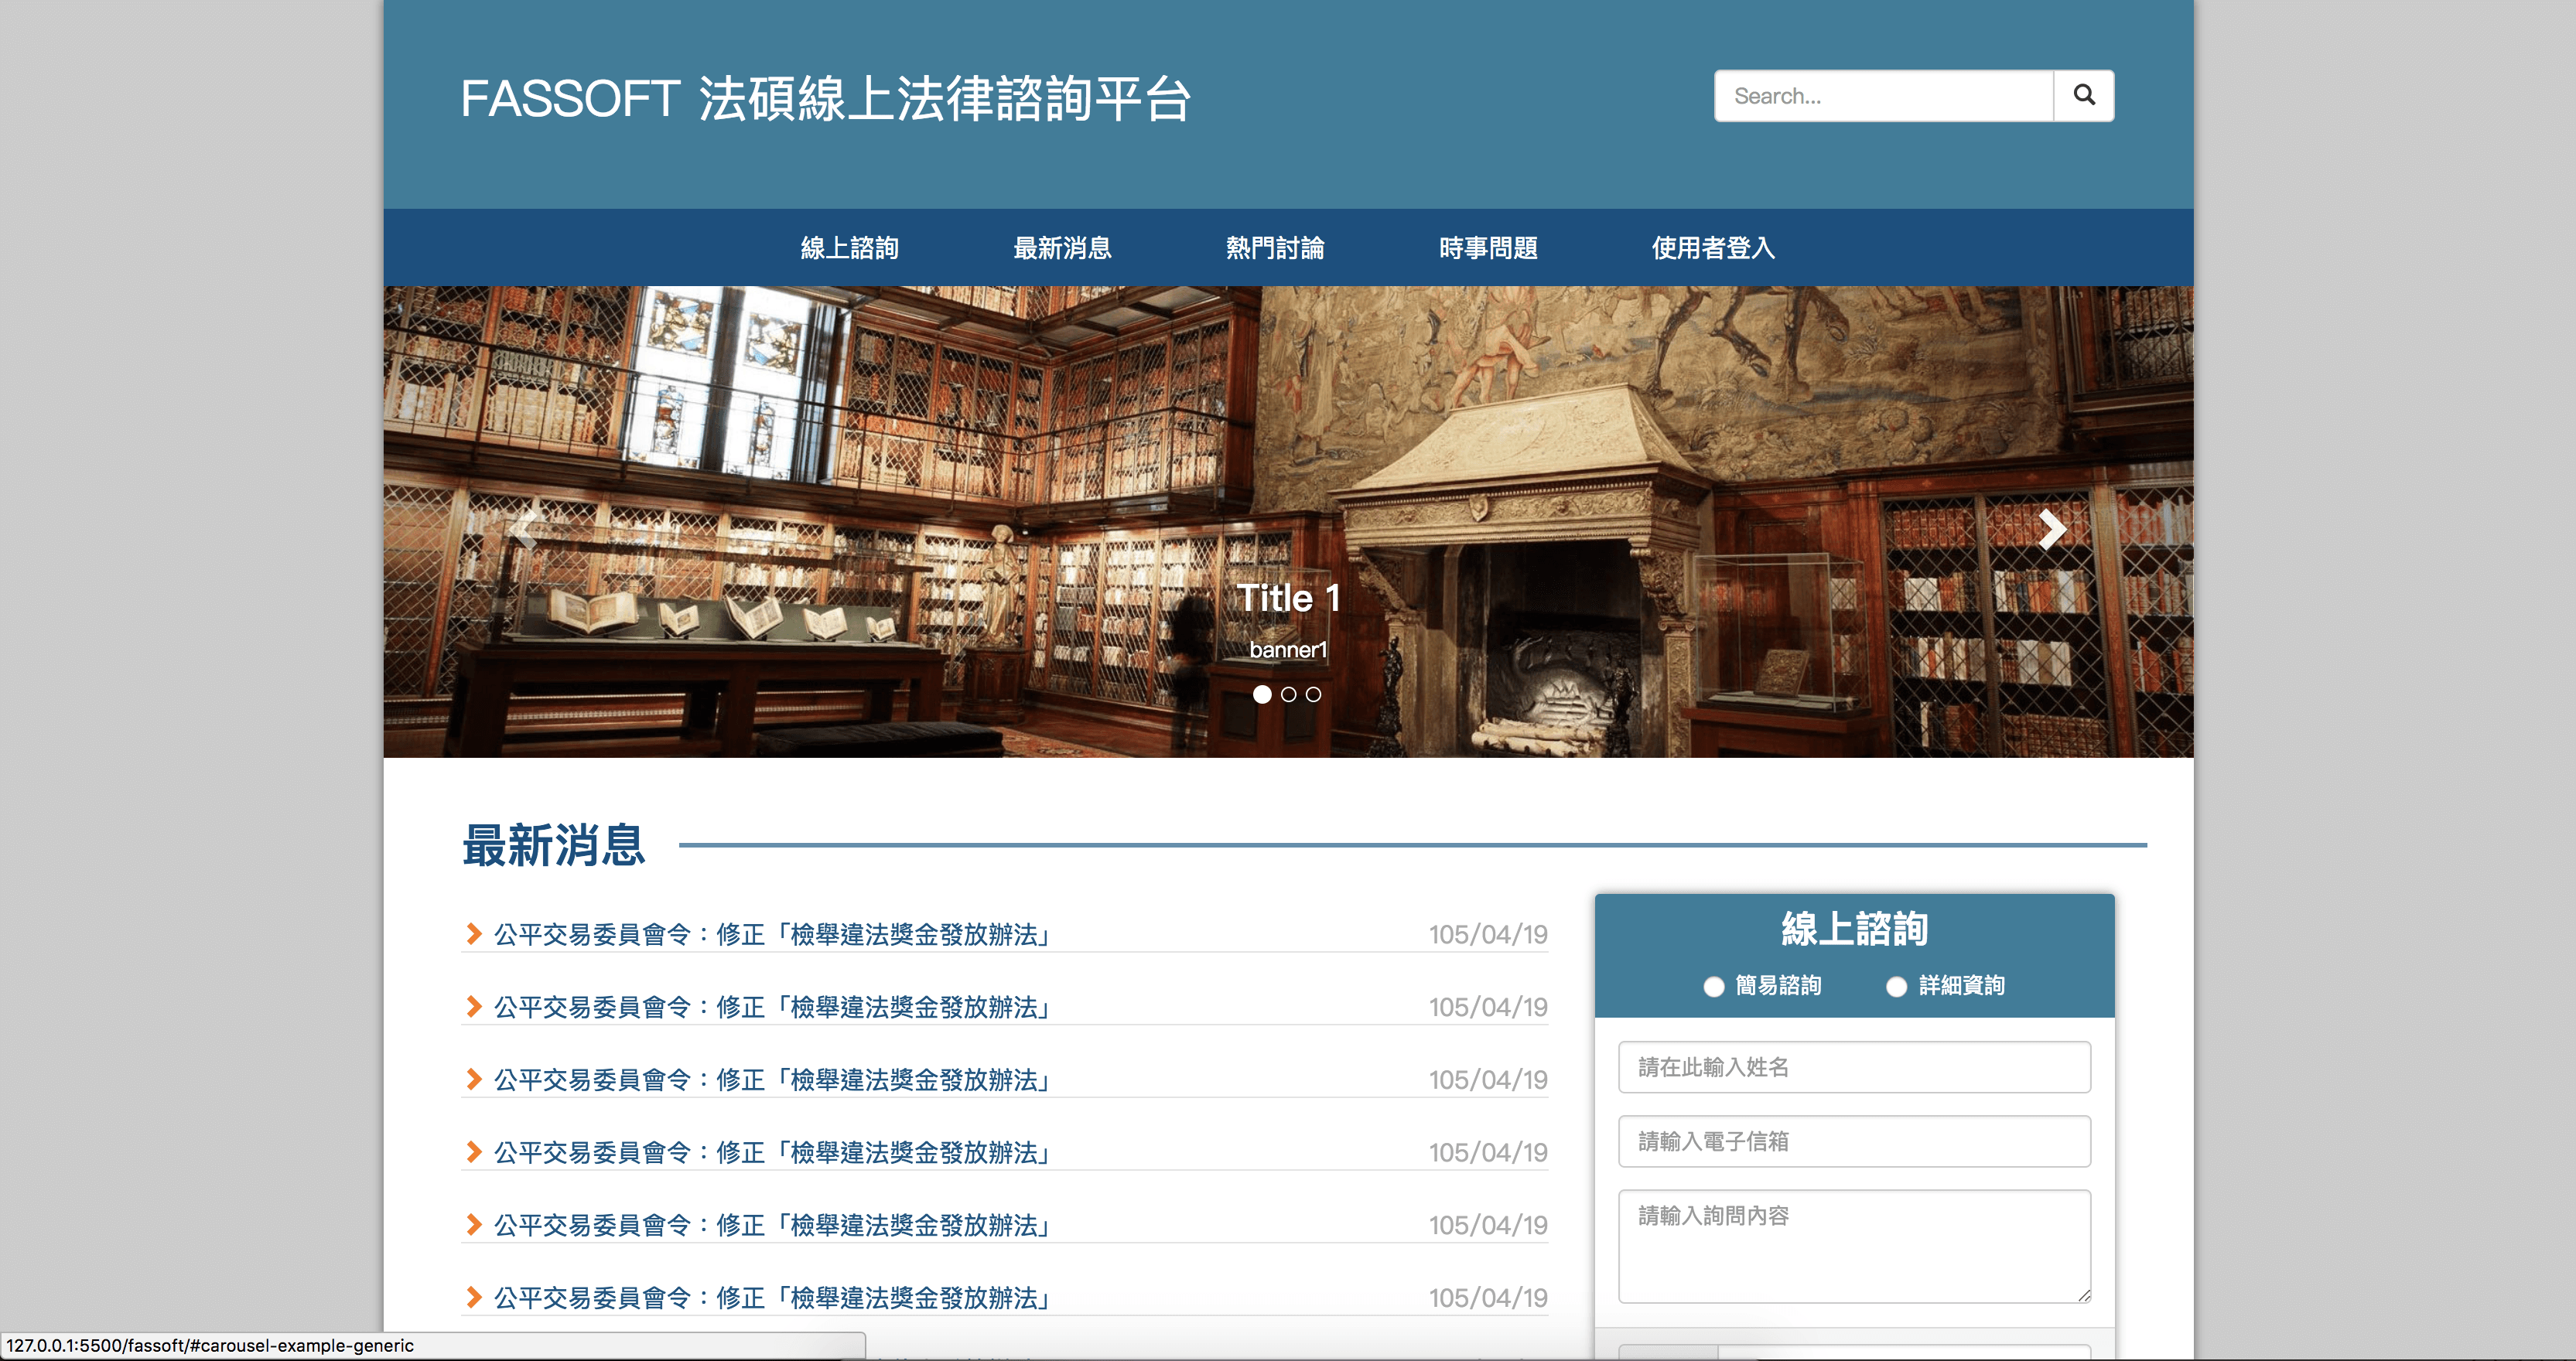 FASSOFT 法碩線上法律諮詢平台
Search...
線上諮詢 最新消息 熱門討論 時事問題 使用者登入
Title 1
banner1
最新消息
公平交易委員會令：修正「檢舉違法獎金發放辦法」 105/04/19
公平交易委員會令：修正「檢舉違法獎金發放辦法」 105/04/19
公平交易委員會令：修正「檢舉違法獎金發放辦法」 105/04/19
公平交易委員會令：修正「檢舉違法獎金發放辦法」 105/04/19
公平交易委員會令：修正「檢舉違法獎金發放辦法」 105/04/19
公平交易委員會令：修正「檢舉違法獎金發放辦法」 105/04/19
線上諮詢
簡易諮詢 詳細資詢
請在此輸入姓名
請輸入電子信箱
請輸入詢問內容
127.0.0.1:5500/fassoft/#carousel-example-generic